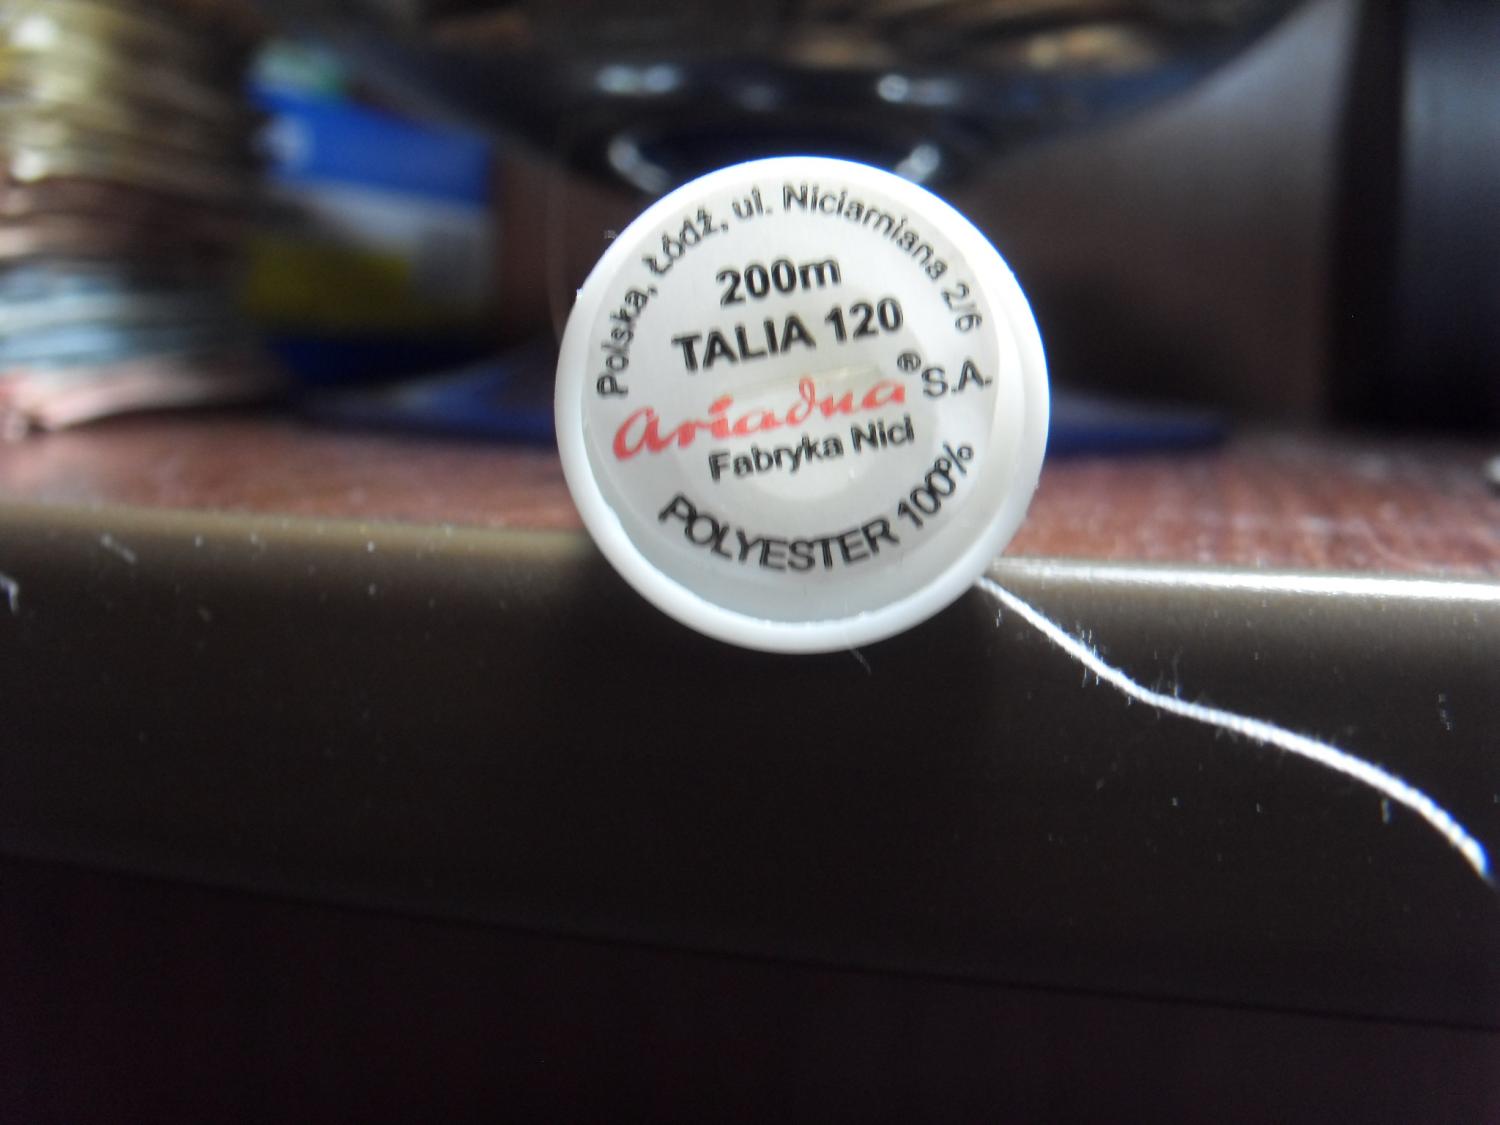 Polska, Łódź, ul. Niciarniana 2/6
200m
TALIA 120
Ariadna® S.A.
Fabryka Nici
POLYESTER 100%